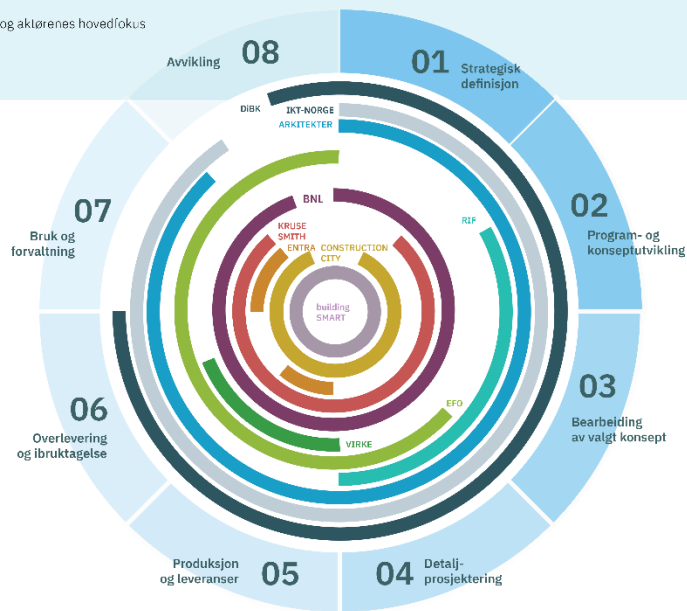 og aktørenes hovedfokus
08
Avvikling
01
Strategisk
definisjon
DiBK
IKT-NORGE
ARKITEKTER
07
Bruk og
forvaltning
BNL
02
Program- og
konseptutvikling
RIF
KRUSE
SMITH
ENTRA
CONSTRUCTION
CITY
building
SMART
03
Bearbeiding
av valgt konsept
06
Overlevering
og ibruktagelse
EFO
VIRKE
Produksjon
og leveranser
05
04
Detalj-
prosjektering